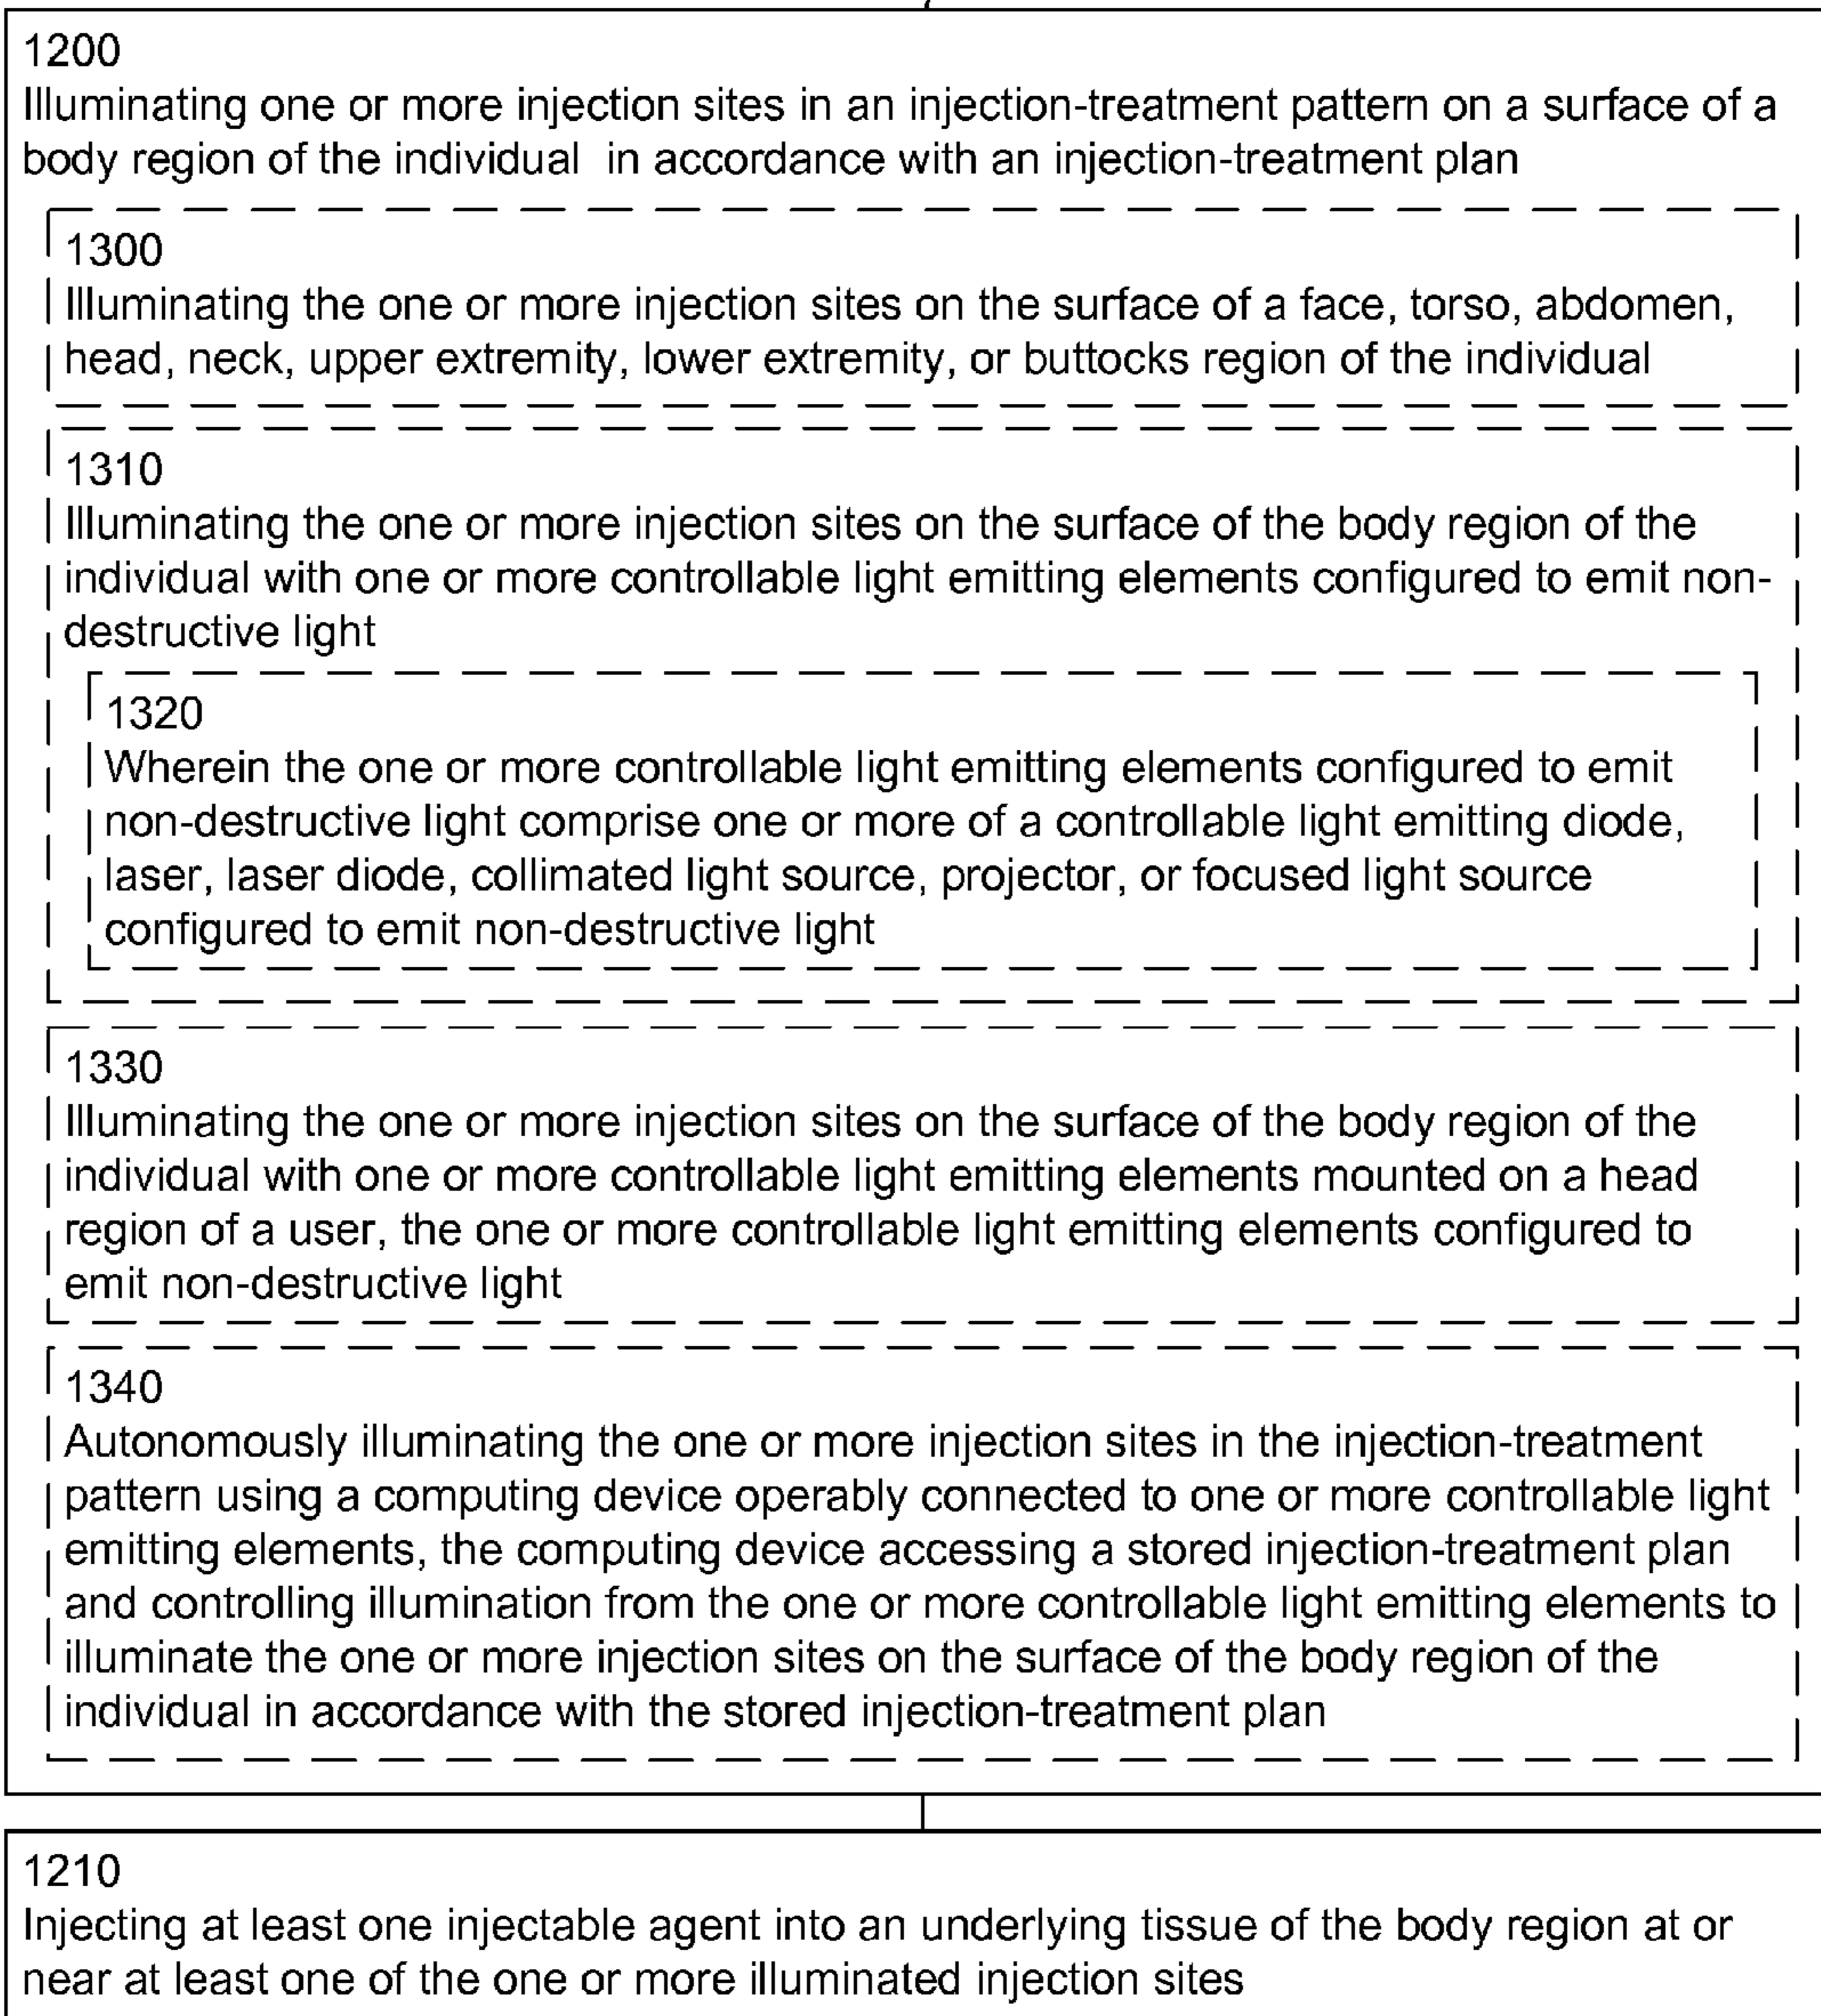 1200
Illuminating one or more injection sites in an injection-treatment pattern on a surface of a
body region of the individual in accordance with an injection-treatment plan
1300
Illuminating the one or more injection sites on the surface of a face, torso, abdomen,
head, neck, upper extremity, lower extremity, or buttocks region of the individual
1310
Illuminating the one or more injection sites on the surface of the body region of the
individual with one or more controllable light emitting elements configured to emit non-
destructive light
1320
Wherein the one or more controllable light emitting elements configured to emit
non-destructive light comprise one or more of a controllable light emitting diode,
laser, laser diode, collimated light source, projector, or focused light source
configured to emit non-destructive light
1330
Illuminating the one or more injection sites on the surface of the body region of the
individual with one or more controllable light emitting elements mounted on a head
region of a user, the one or more controllable light emitting elements configured to
emit non-destructive light
1340
Autonomously illuminating the one or more injection sites in the injection-treatment
pattern using a computing device operably connected to one or more controllable light
emitting elements, the computing device accessing a stored injection-treatment plan
and controlling illumination from the one or more controllable light emitting elements to
illuminate the one or more injection sites on the surface of the body region of the
individual in accordance with the stored injection-treatment plan
1210
Injecting at least one injectable agent into an underlying tissue of the body region at or
near at least one of the one or more illuminated injection sites